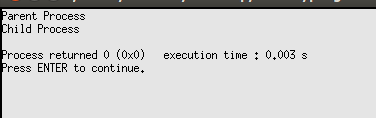 Parent Process
Child Process
Process returned 0 (0x0)   execution time : 0.003 s
Press ENTER to continue.